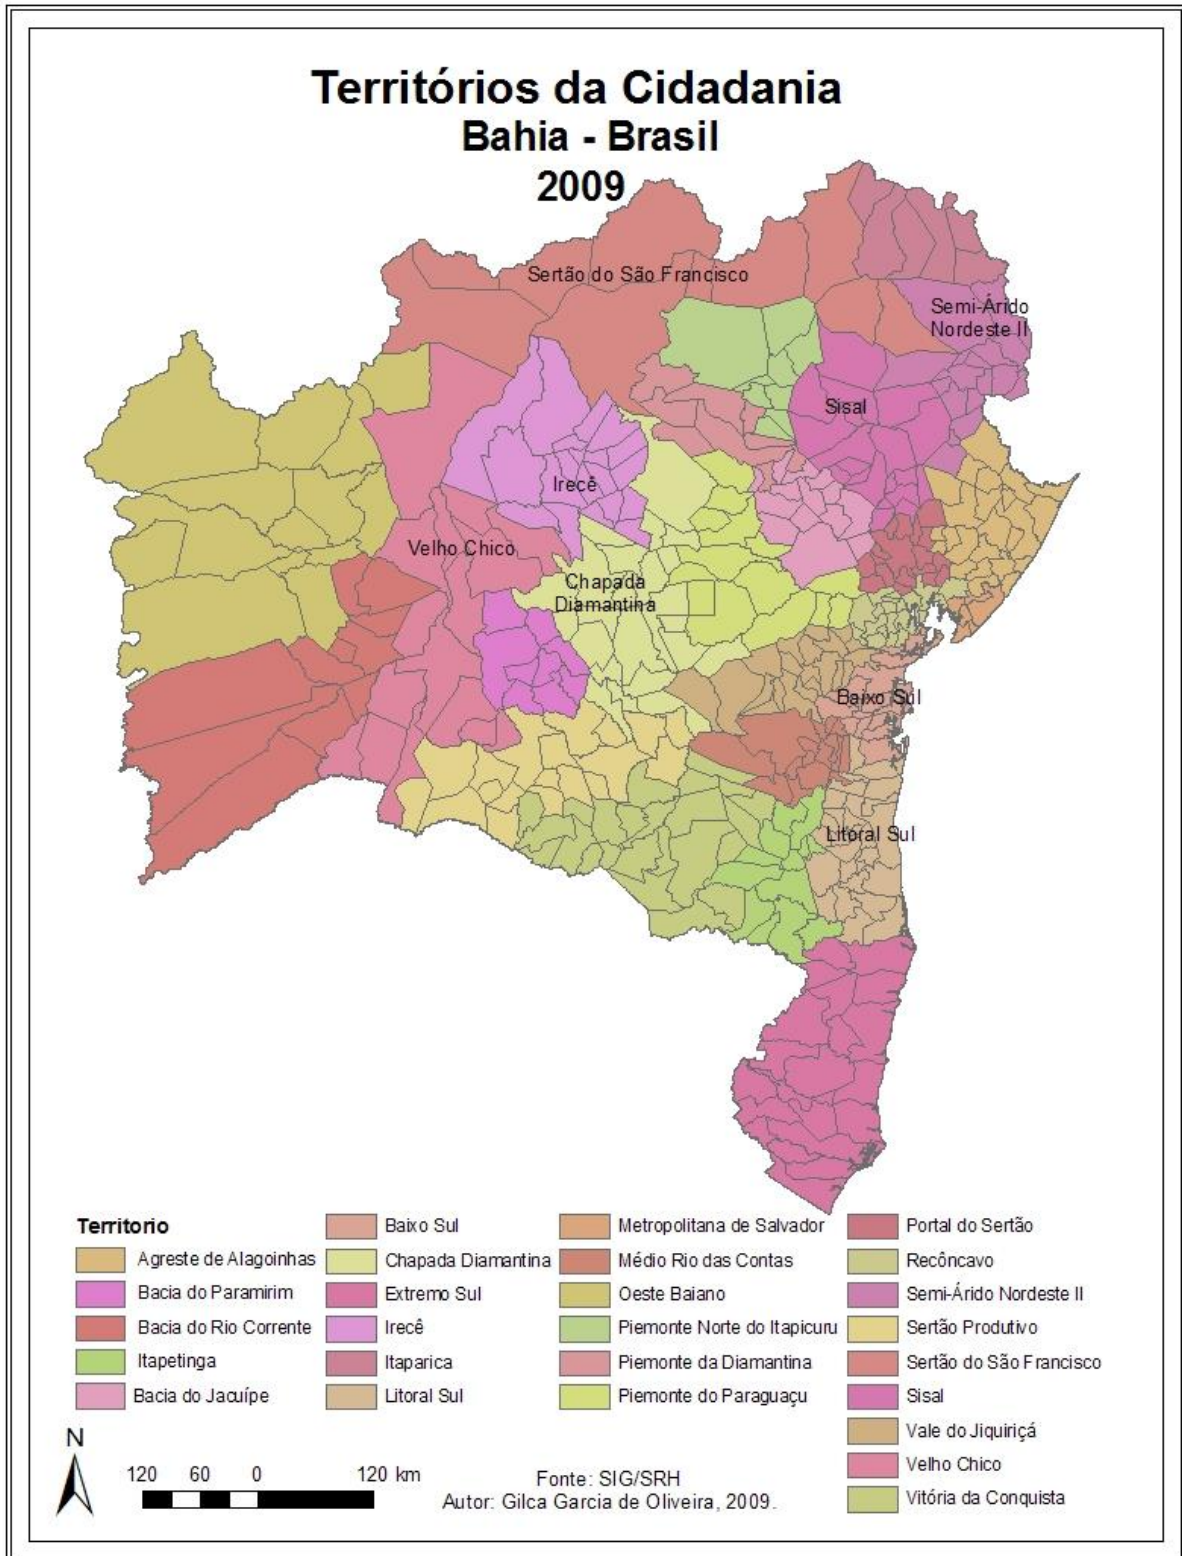 Territórios da Cidadania
Bahia - Brasil
2009
Sertão do São Francisco
Semi-Árido
Nordeste II
Sisal
Irecê
Velho Chico
Chapada
Diamantina
Baixo Sul
Litoral Sul
Territorio
Agreste de Alagoinhas
Bacia do Paramirim
Bacia do Rio Corrente
Itapetinga
Bacia do Jacuípe
Baixo Sul
Chapada Diamantina
Extremo Sul
Irecê
Itaparica
Litoral Sul
Metropolitana de Salvador
Médio Rio das Contas
Oeste Baiano
Piemonte Norte do Itapicuru
Piemonte da Diamantina
Piemonte do Paraguaçu
Portal do Sertão
Recôncavo
Semi-Árido Nordeste II
Sertão Produtivo
Sertão do São Francisco
Sisal
Vale do Jiquiriçá
Velho Chico
Vitória da Conquista
N
120 60 0 120 km
Fonte: SIG/SRH
Autor: Gilca Garcia de Oliveira, 2009.